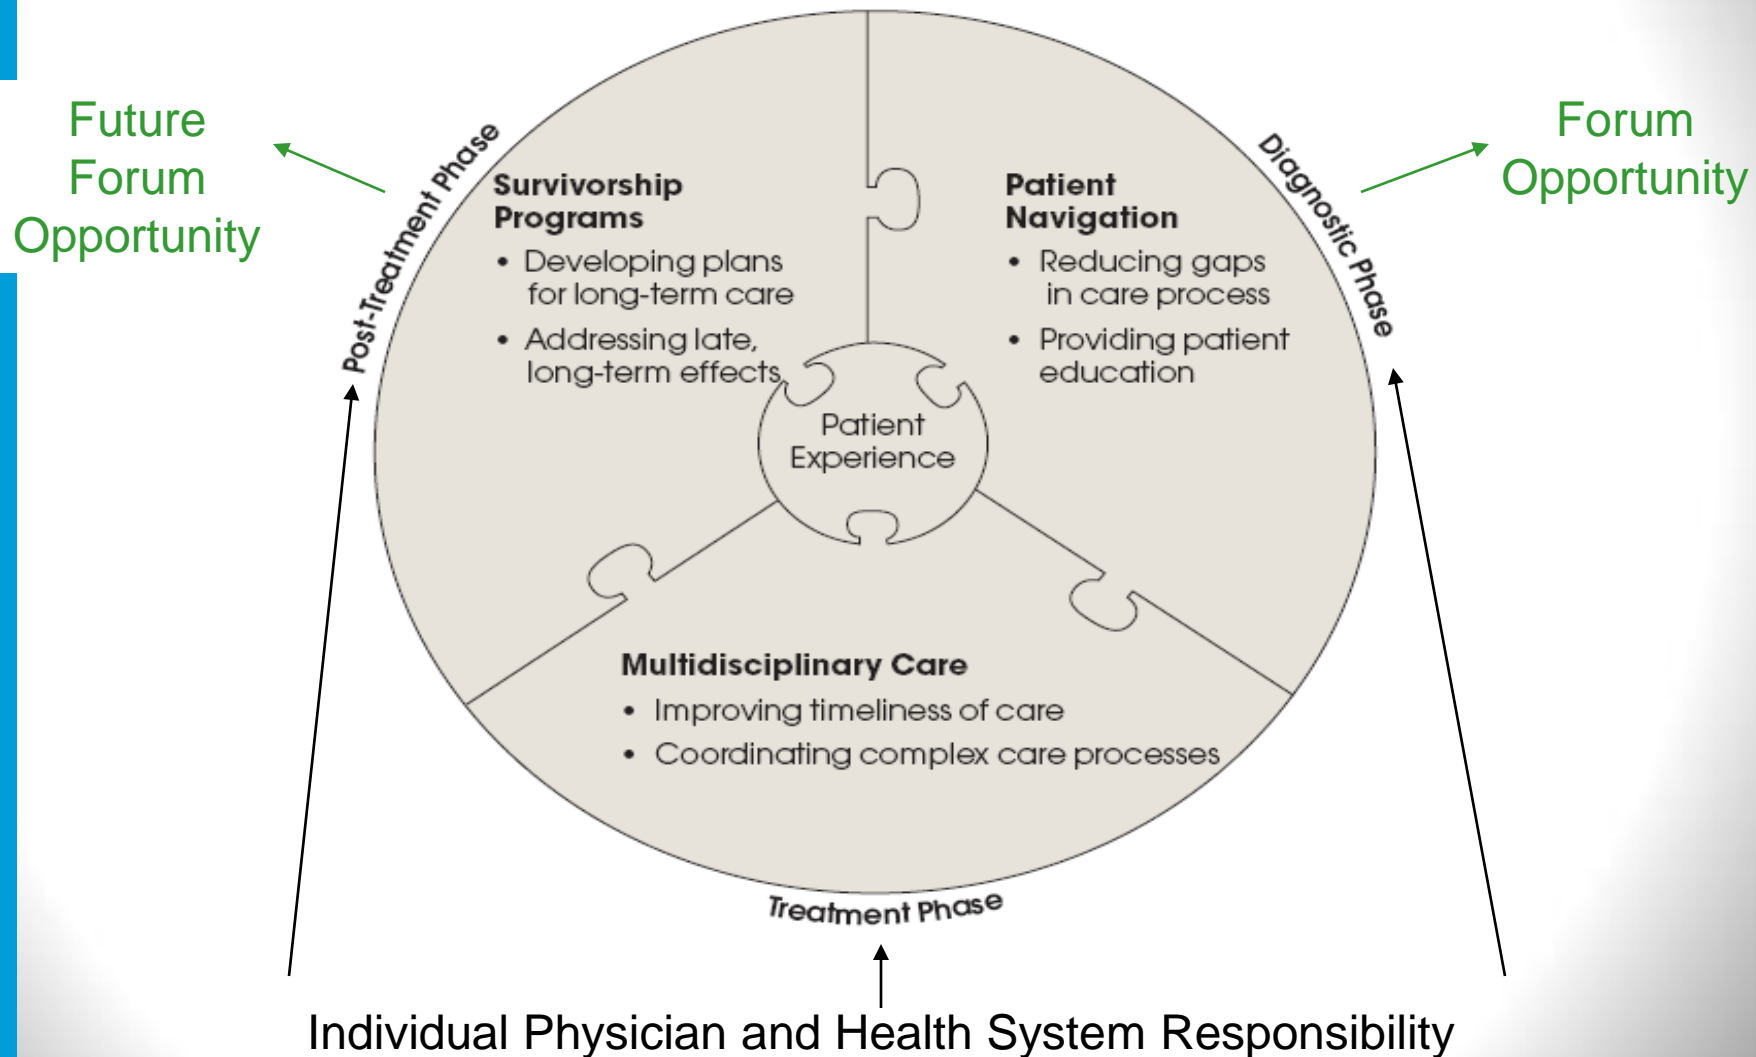 Future
Forum
Opportunity
Post-Treatment Phase
Survivorship
Programs
• Developing plans
for long-term care
• Addressing late,
long-term effects
Patient
Navigation
• Reducing gaps
in care process
• Providing patient
education
Diagnostic Phase
Forum
Opportunity
Patient
Experience
Multidisciplinary Care
• Improving timeliness of care
• Coordinating complex care processes
Treatment Phase
Individual Physician and Health System Responsibility